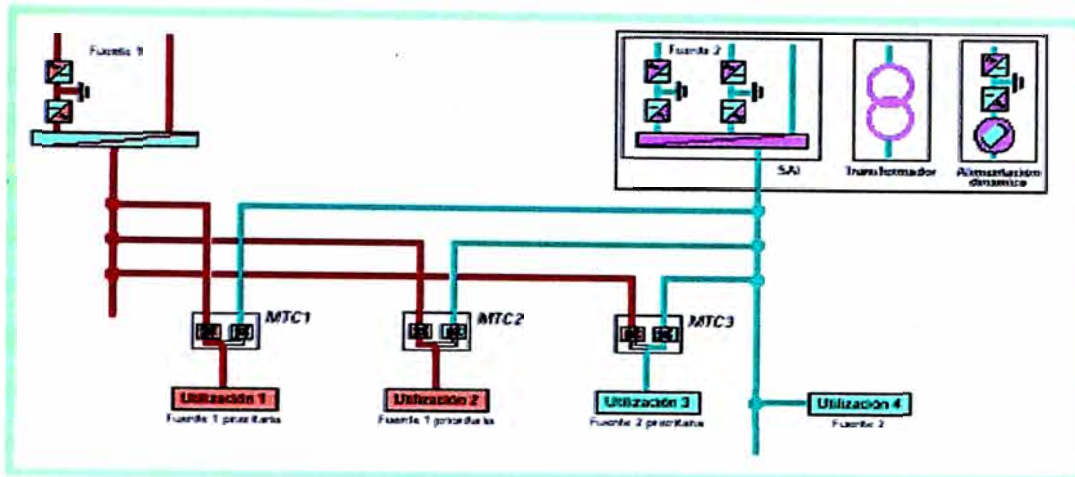 Fuente 1
Fuente 2
SAI
Transformador
Alimentación
dinámica
MTC1
MTC2
MTC3
Utilización 1
Fuente 1 prioritaria
Utilización 2
Fuente 1 prioritaria
Utilización 3
Fuente 2 prioritaria
Utilización 4
Fuente 2